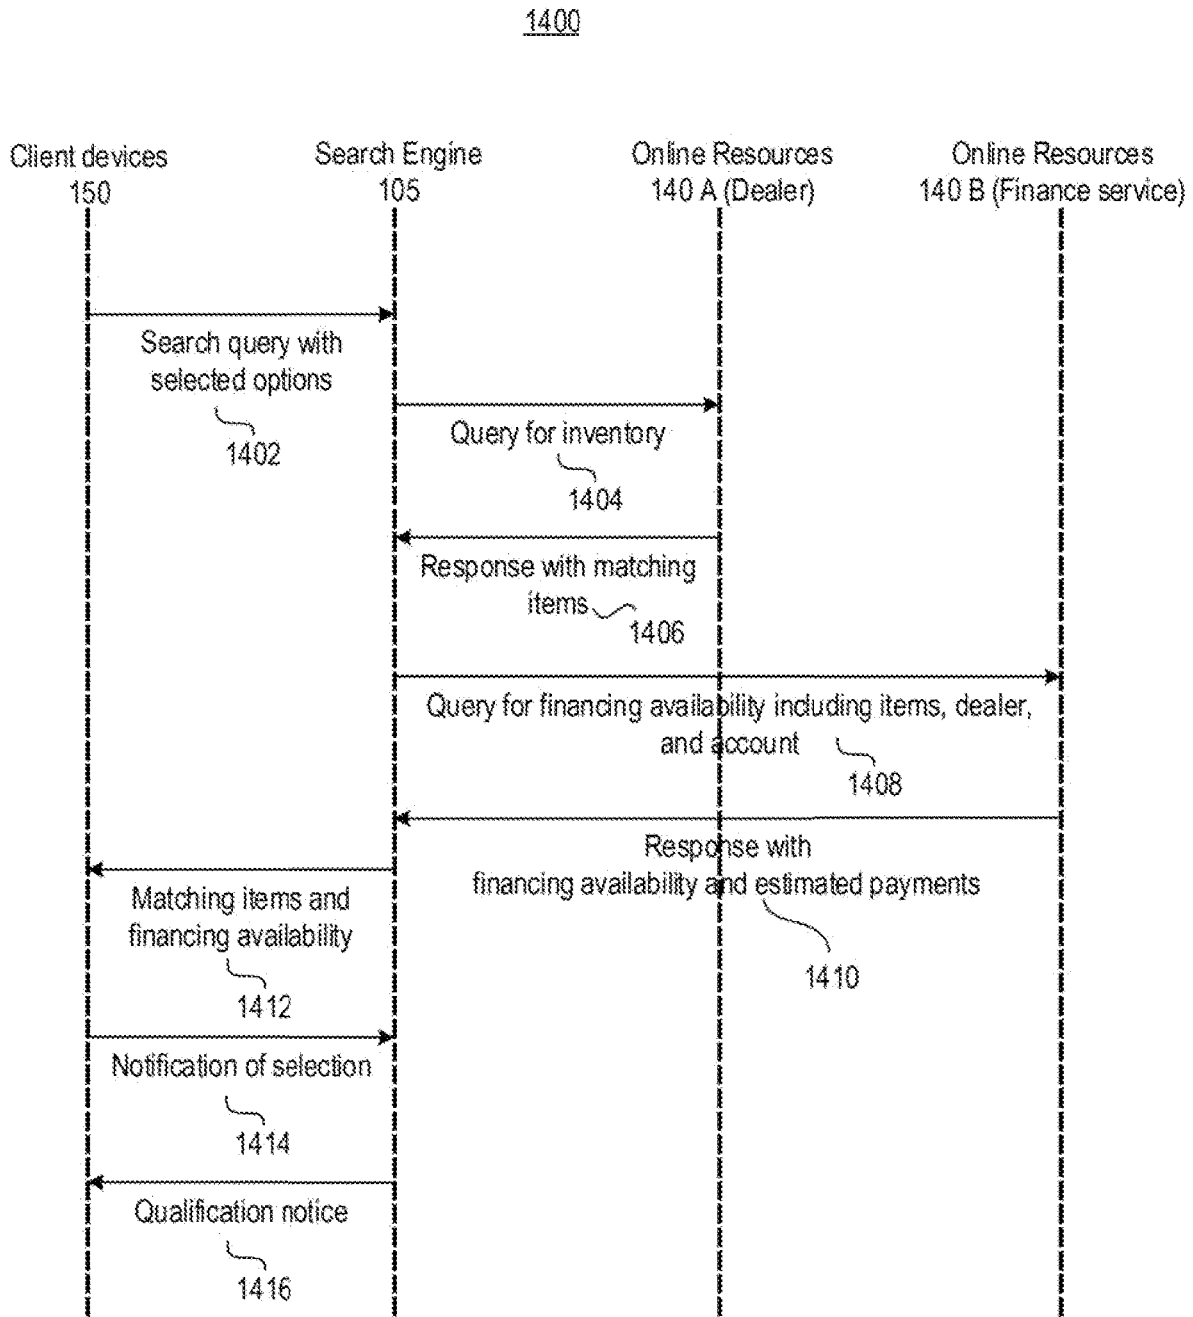 1400
Client devices
150
Search Engine
105
Online Resources
140 A (Dealer)
Online Resources
140 B (Finance service)
Search query with
selected options
1402
Query for inventory
1404
Response with matching
items
1406
Query for financing availability including items, dealer,
and account
1408
Response with
financing availability and estimated payments
1410
Matching items and
financing availability
1412
Notification of selection
1414
Qualification notice
1416